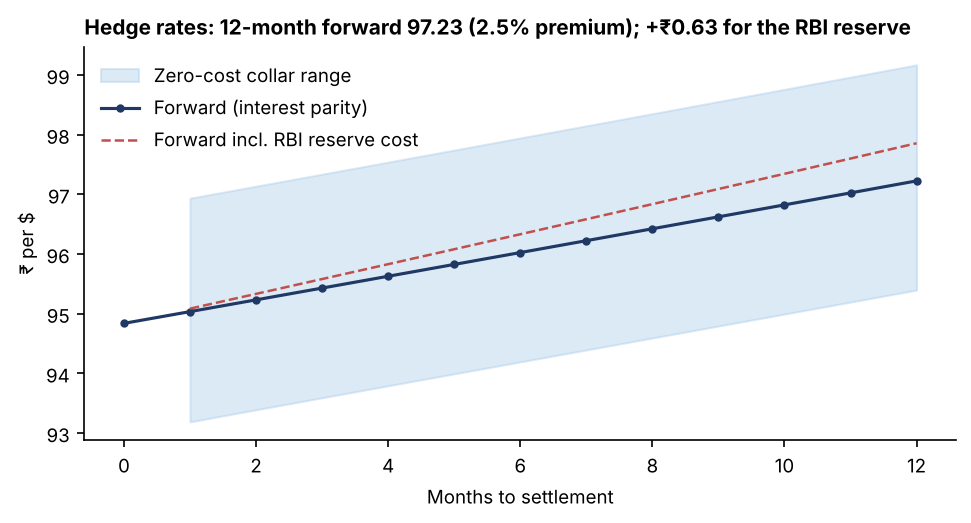 Hedge rates: 12-month forward 97.23 (2.5% premium); +₹0.63 for the RBI reserve
Zero-cost collar range
Forward (interest parity)
Forward incl. RBI reserve cost
₹ per $
99
98
97
96
95
94
93
0 2 4 6 8 10 12
Months to settlement